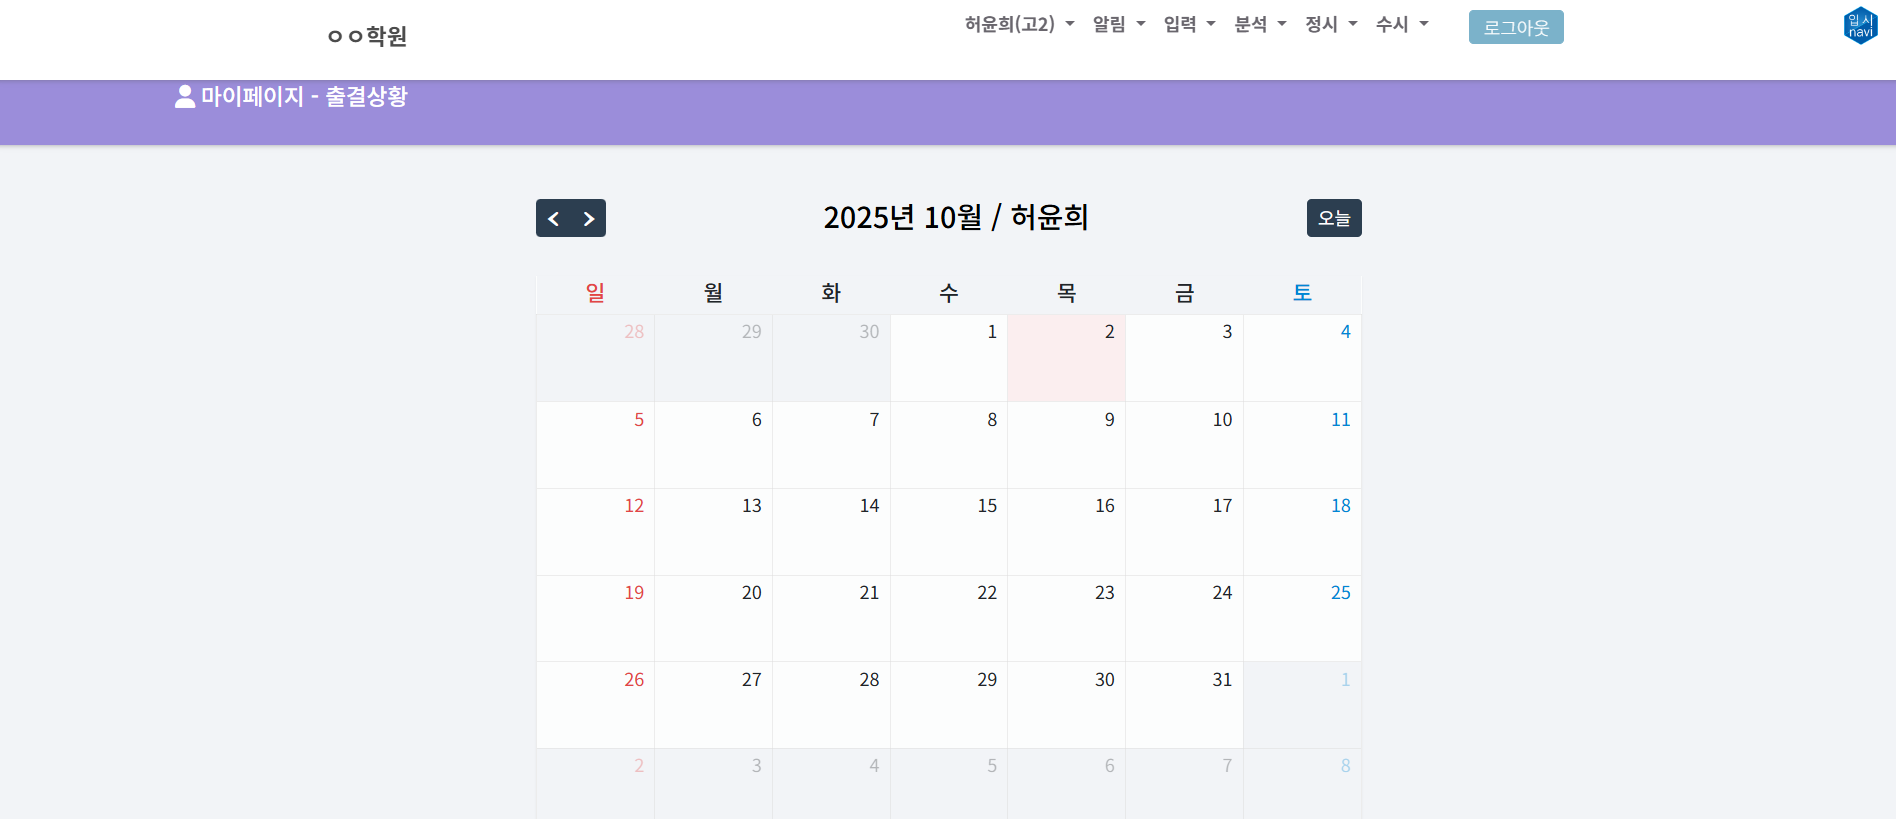 ㅇㅇ학원
허윤희(고2) 알림 입력 분석 정시 수시 로그아웃
입시
navi
마이페이지 - 출결상황
2025년 10월 / 허윤희
오늘
일 월 화 수 목 금 토
28 29 30 1 2 3 4
5 6 7 8 9 10 11
12 13 14 15 16 17 18
19 20 21 22 23 24 25
26 27 28 29 30 31 1
2 3 4 5 6 7 8